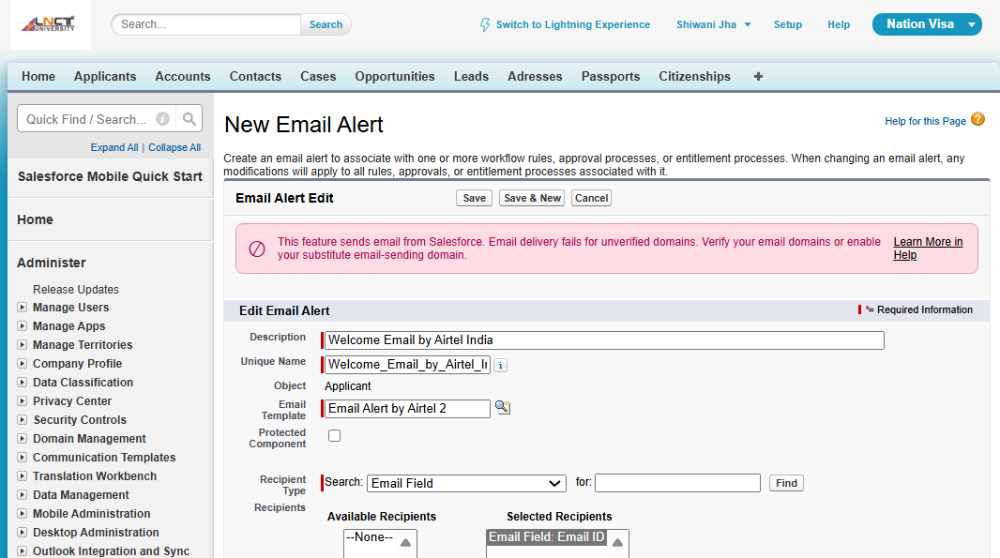 LNCT
UNIVERSITY
Search...
Search
Switch to Lightning Experience
Shiwani Jha
Setup
Help
Nation Visa
Home
Applicants
Accounts
Contacts
Cases
Opportunities
Leads
Adresses
Passports
Citizenships
Quick Find / Search...
Expand All | Collapse All
Salesforce Mobile Quick Start
Home
Administer
Release Updates
Manage Users
Manage Apps
Manage Territories
Company Profile
Data Classification
Privacy Center
Security Controls
Domain Management
Communication Templates
Translation Workbench
Data Management
Mobile Administration
Desktop Administration
Outlook Integration and Sync
New Email Alert
Help for this Page
Create an email alert to associate with one or more workflow rules, approval processes, or entitlement processes. When changing an email alert, any
modifications will apply to all rules, approvals, or entitlement processes associated with it.
Email Alert Edit
Save
Save & New
Cancel
This feature sends email from Salesforce. Email delivery fails for unverified domains. Verify your email domains or enable
your substitute email-sending domain.
Learn More in
Help
Edit Email Alert
*= Required Information
Description
Welcome Email by Airtel India
Unique Name
Welcome_Email_by_Airtel_I
Object
Applicant
Email
Template
Email Alert by Airtel 2
Protected
Component
Recipient
Type
Search:
Email Field
for:
Find
Recipients
Available Recipients
Selected Recipients
--None--
Email Field: Email ID